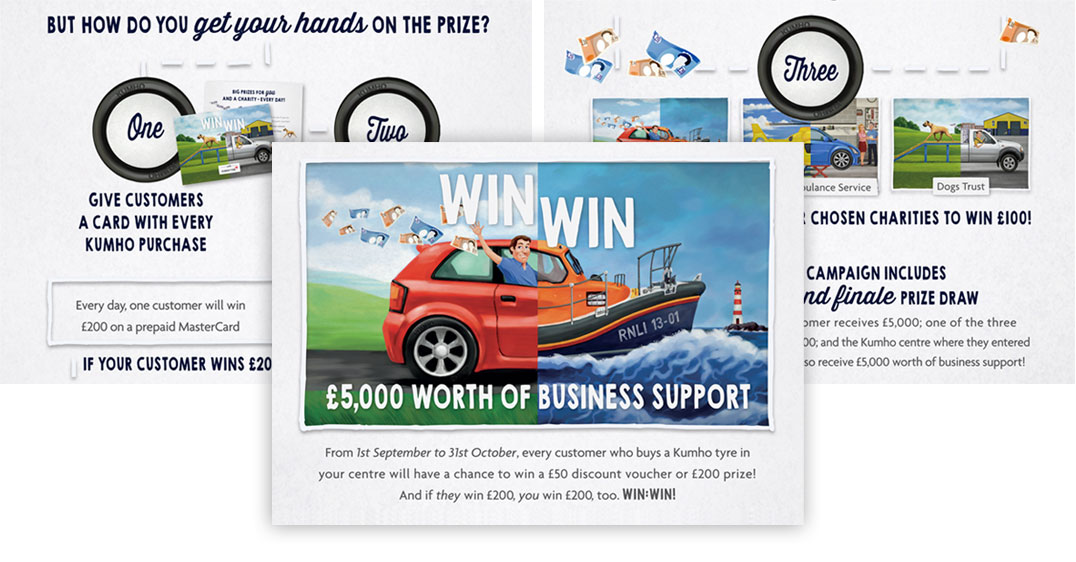 BUT HOW DO YOU get your hands ON THE PRIZE?
One
BIG PRIZES FOR you
AND A CHARITY - EVERY DAY!
WIN WIN
Two
KUMHO
GIVE CUSTOMERS
A CARD WITH EVERY
KUMHO PURCHASE
Every day, one customer will win
£200 on a prepaid MasterCard
IF YOUR CUSTOMER WINS £20
Three
KUMHO
bulance Service
Dogs Trust
R CHOSEN CHARITIES TO WIN £100!
CAMPAIGN INCLUDES
nd finale PRIZE DRAW
omer receives £5,000; one of the three
00; and the Kumho centre where they entered
so receive £5,000 worth of business support!
WIN WIN
RNLI 13-01
£5,000 WORTH OF BUSINESS SUPPORT
From 1st September to 31st October, every customer who buys a Kumho tyre in
your centre will have a chance to win a £50 discount voucher or £200 prize!
And if they win £200, you win £200, too. WIN:WIN!